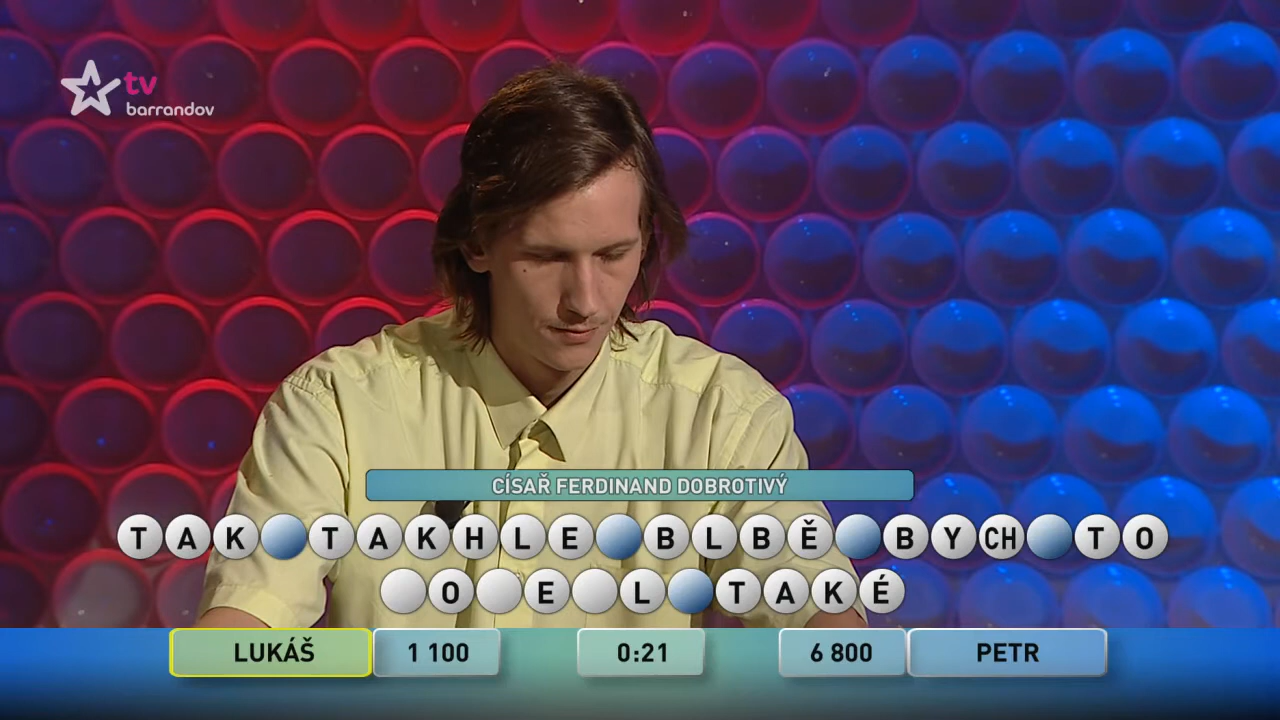 tv
barrandov
CÍSAŘ FERDINAND DOBROTIVÝ
TAK TAKHLE BLBĚ BYCH TO
O E L TAKÉ
LUKÁŠ 1 100 0:21 6 800 PETR